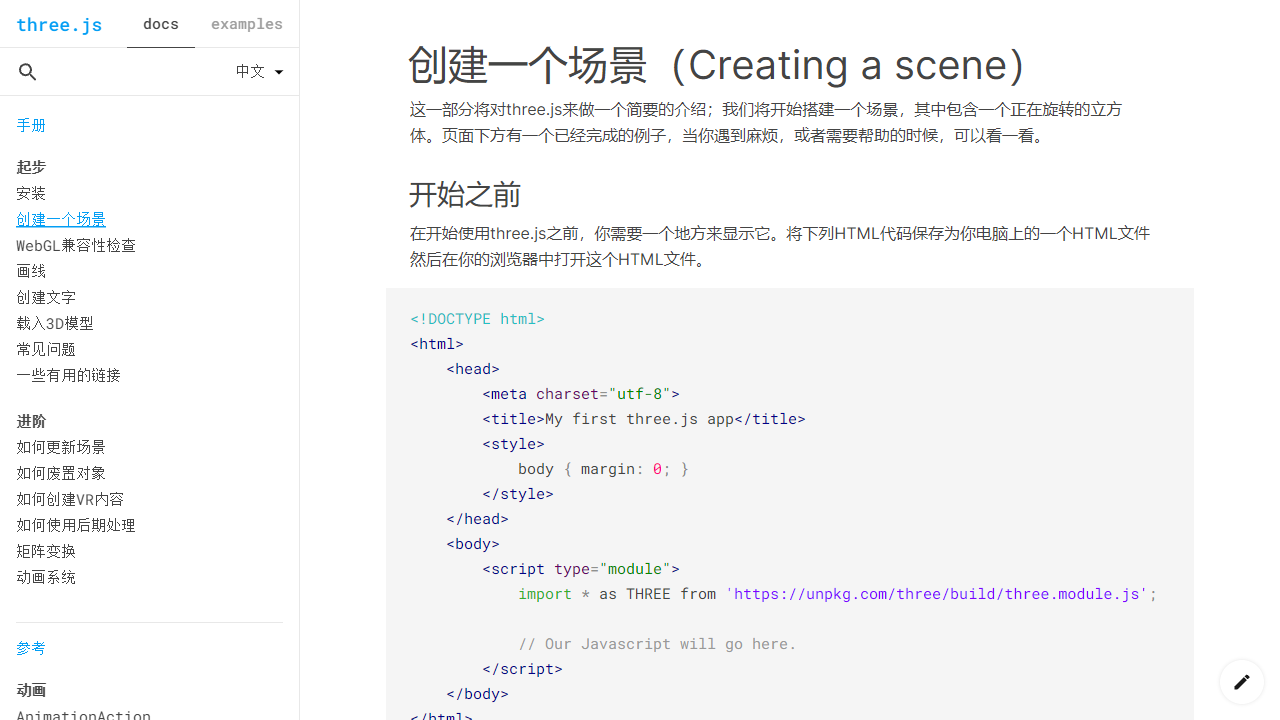 three.js
docs
examples
中文
手册
起步
安装
创建一个场景
WebGL兼容性检查
画线
创建文字
载入3D模型
常见问题
一些有用的链接
进阶
如何更新场景
如何废置对象
如何创建VR内容
如何使用后期处理
矩阵变换
动画系统
参考
动画
AnimationAction
创建一个场景（Creating a scene）
这一部分将对three.js来做一个简要的介绍；我们将开始搭建一个场景，其中包含一个正在旋转的立方
体。页面下方有一个已经完成的例子，当你遇到麻烦，或者需要帮助的时候，可以看一看。
开始之前
在开始使用three.js之前，你需要一个地方来显示它。将下列HTML代码保存为你电脑上的一个HTML文件
然后在你的浏览器中打开这个HTML文件。
<!DOCTYPE html>
<html>
<head>
<meta charset="utf-8">
<title>My first three.js app</title>
<style>
body { margin: 0; }
</style>
</head>
<body>
<script type="module">
import * as THREE from 'https://unpkg.com/three/build/three.module.js';
// Our Javascript will go here.
</script>
</body>
</html>